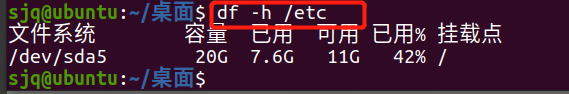 sjq@ubuntu:~/桌面$ df -h /etc
文件系统 容量 已用 可用 已用% 挂载点
/dev/sda5 20G 7.6G 11G 42% /
sjq@ubuntu:~/桌面$